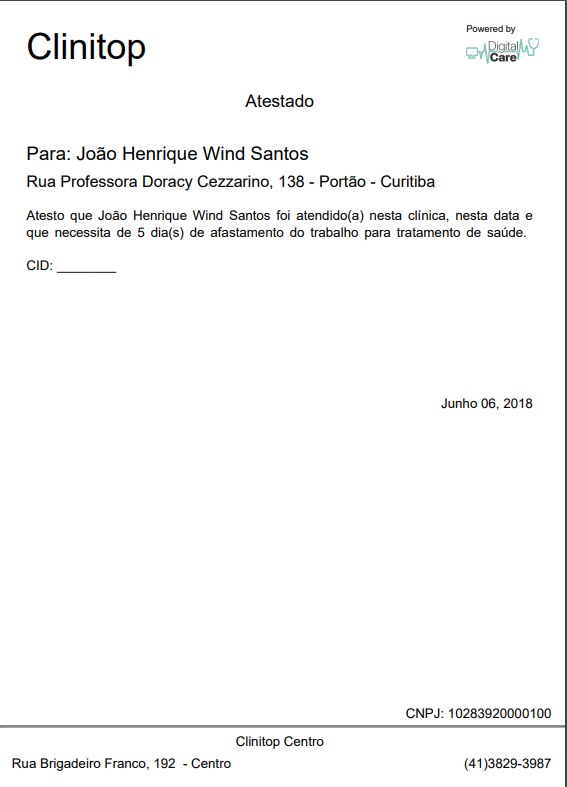 Clinitop
Powered by
Digital
Care
Atestado
Para: João Henrique Wind Santos
Rua Professora Doracy Cezzarino, 138 - Portão - Curitiba
Atesto que João Henrique Wind Santos foi atendido(a) nesta clínica, nesta data e
que necessita de 5 dia(s) de afastamento do trabalho para tratamento de saúde.
CID: ________
Junho 06, 2018
CNPJ: 10283920000100
Clinitop Centro
Rua Brigadeiro Franco, 192 - Centro
(41)3829-3987